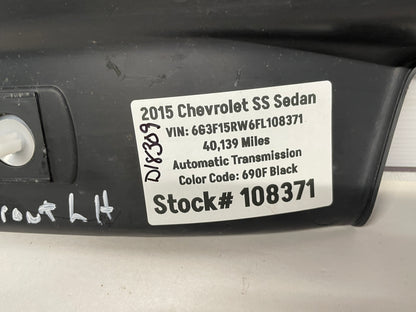 2015 Chevrolet SS Sedan
VIN: 6G3F15RW6FL108371
40,139 Miles
Automatic Transmission
Color Code: 690F Black
Stock# 108371
D18309
ront LH